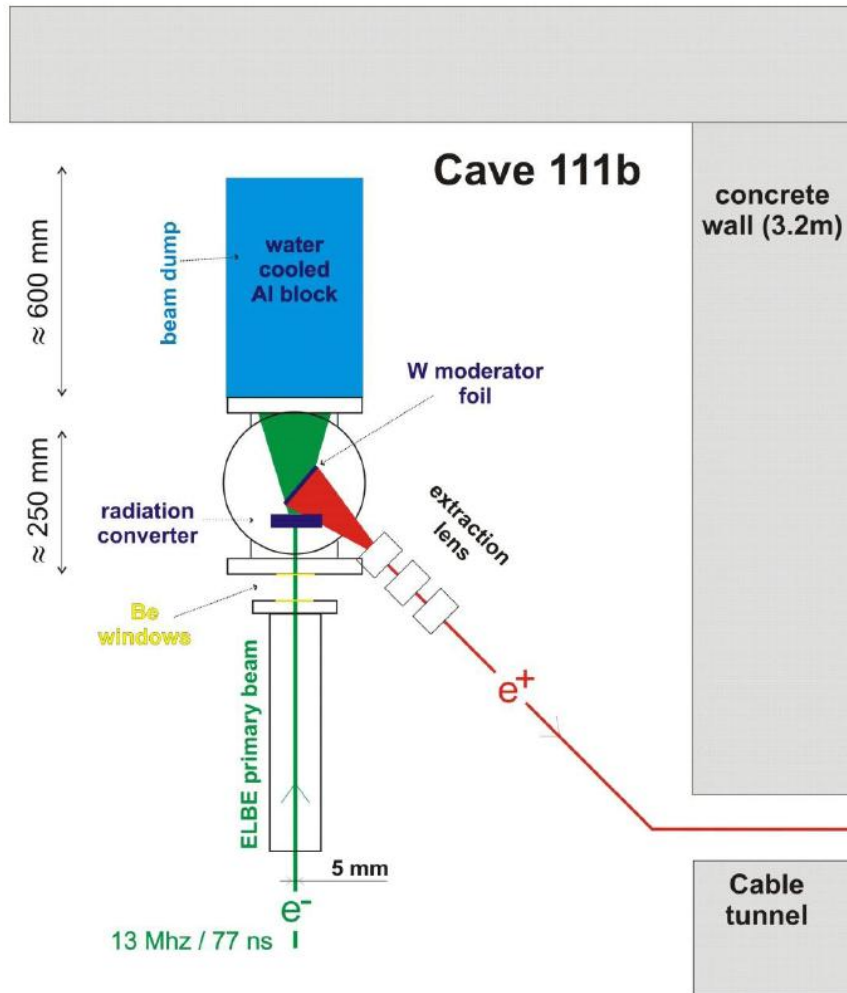 Cave 111b
concrete
wall (3.2m)
≈ 600 mm
beam dump
water
cooled
Al block
W moderator
foil
≈ 250 mm
radiation
converter
extraction
lens
Be
windows
ELBE primary beam
e+
5 mm
e-
13 Mhz / 77 ns
Cable
tunnel